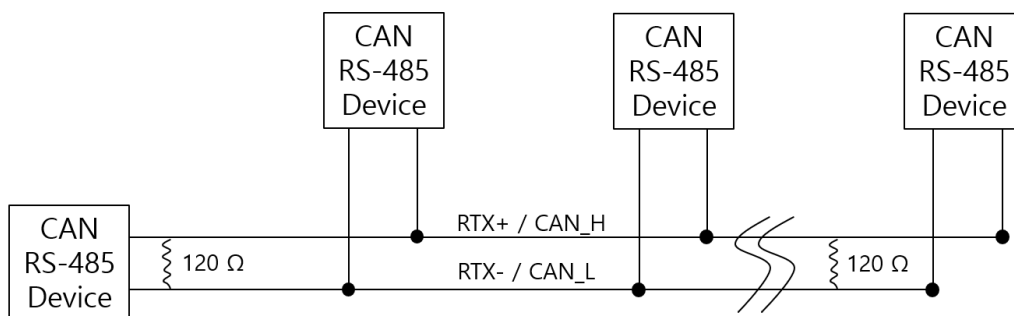 CAN
RS-485
Device
CAN
RS-485
Device
CAN
RS-485
Device
CAN
RS-485
Device
RTX+ / CAN_H
120 Ω
RTX- / CAN_L
120 Ω